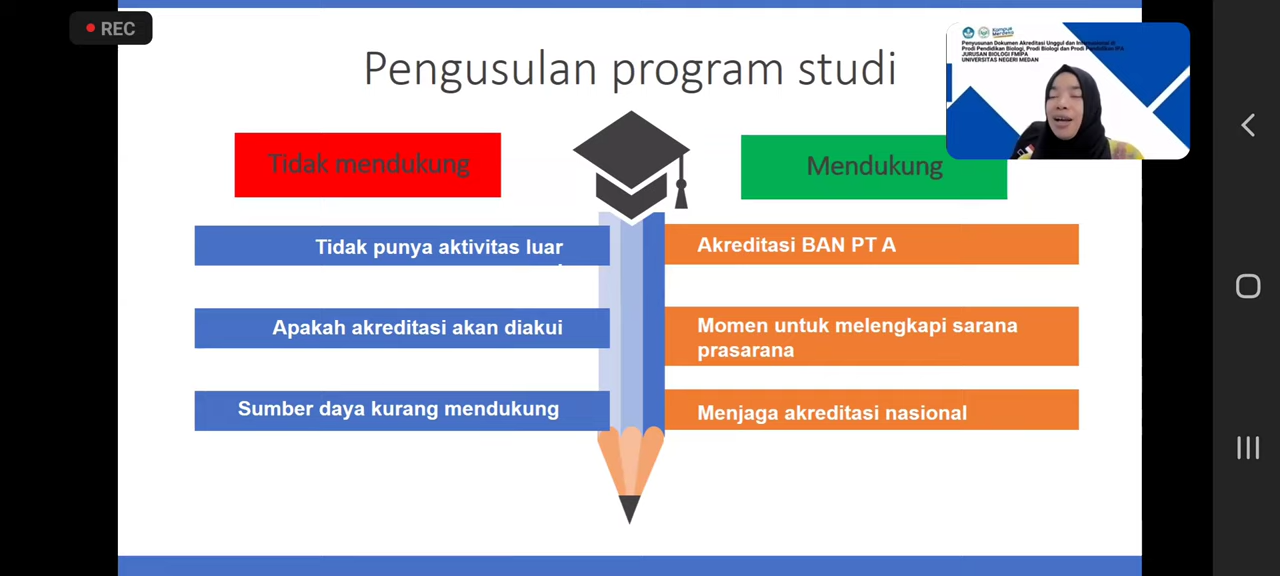 REC
Pengusulan program studi
Kampus
Merdeka
Penyusunan Dokumen Akreditasi Unggul dan Internasional di
Prodi Pendidikan Biologi, Prodi Biologi dan Prodi Pendidikan IPA
JURUSAN BIOLOGI FMIPA
UNIVERSITAS NEGERI MEDAN
Tidak mendukung
Mendukung
Tidak punya aktivitas luar
Akreditasi BAN PT A
Apakah akreditasi akan diakui
Momen untuk melengkapi sarana
prasarana
Sumber daya kurang mendukung
Menjaga akreditasi nasional